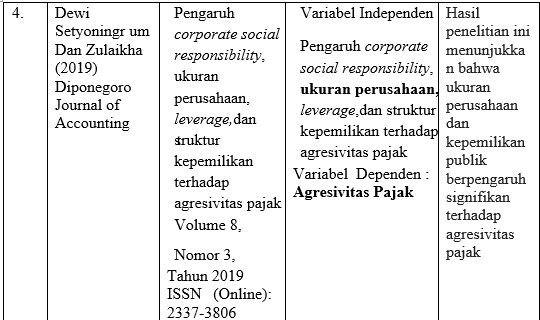 4.
Dewi
Setyoningr um
Dan Zulaikha
(2019)
Diponegoro
Journal of
Accounting
Pengaruh
corporate social
responsibility,
ukuran
perusahaan,
leverage,dan
struktur
kepemilikan
terhadap
agresivitas pajak
Volume 8,
Nomor 3,
Tahun 2019
ISSN (Online):
2337-3806
Variabel Independen
Pengaruh corporate
social responsibility,
ukuran perusahaan,
leverage,dan struktur
kepemilikan terhadap
agresivitas pajak
Variabel Dependen :
Agresivitas Pajak
Hasil
penelitian ini
menunjukka
n bahwa
ukuran
perusahaan
dan
kepemilikan
publik
berpengaruh
signifikan
terhadap
agresivitas
pajak